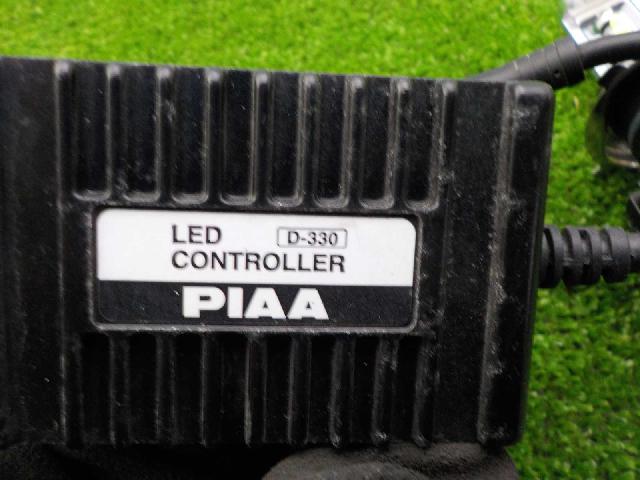 LED D-330
CONTROLLER
PIAA